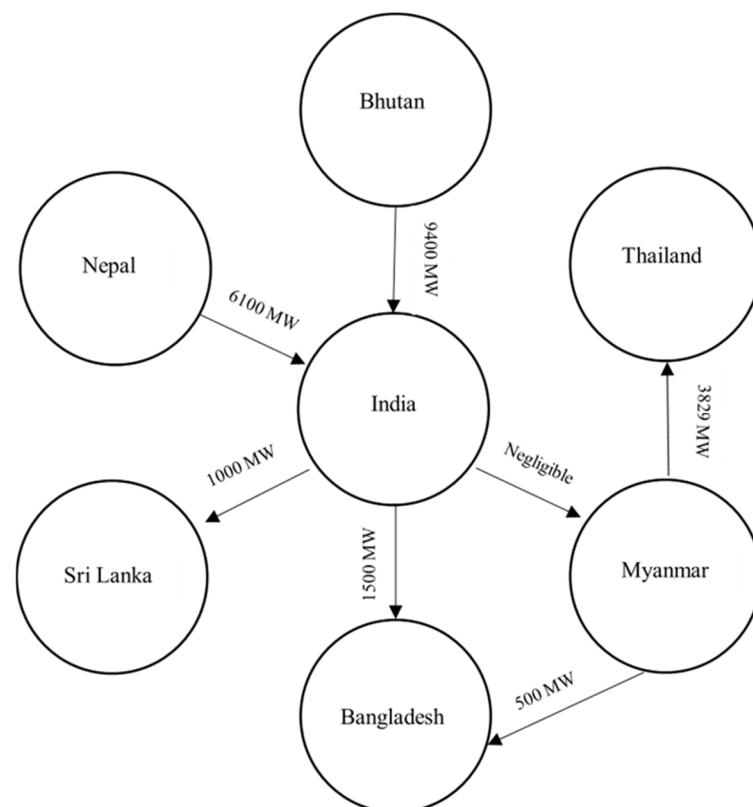 Bhutan
Nepal
Thailand
9400 MW
6100 MW
India
3829 MW
1000 MW
Negligible
Sri Lanka
1500 MW
Myanmar
500 MW
Bangladesh